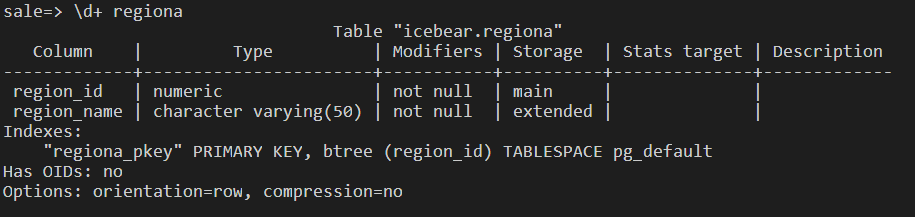 sale=> \d+ regiona
                              Table "icebear.regiona"
   Column    |         Type          | Modifiers | Storage  | Stats target | Description
-------------+-----------------------+-----------+----------+--------------+-------------
 region_id   | numeric               | not null  | main     |              |
 region_name | character varying(50) | not null  | extended |              |
Indexes:
    "regiona_pkey" PRIMARY KEY, btree (region_id) TABLESPACE pg_default
Has OIDs: no
Options: orientation=row, compression=no